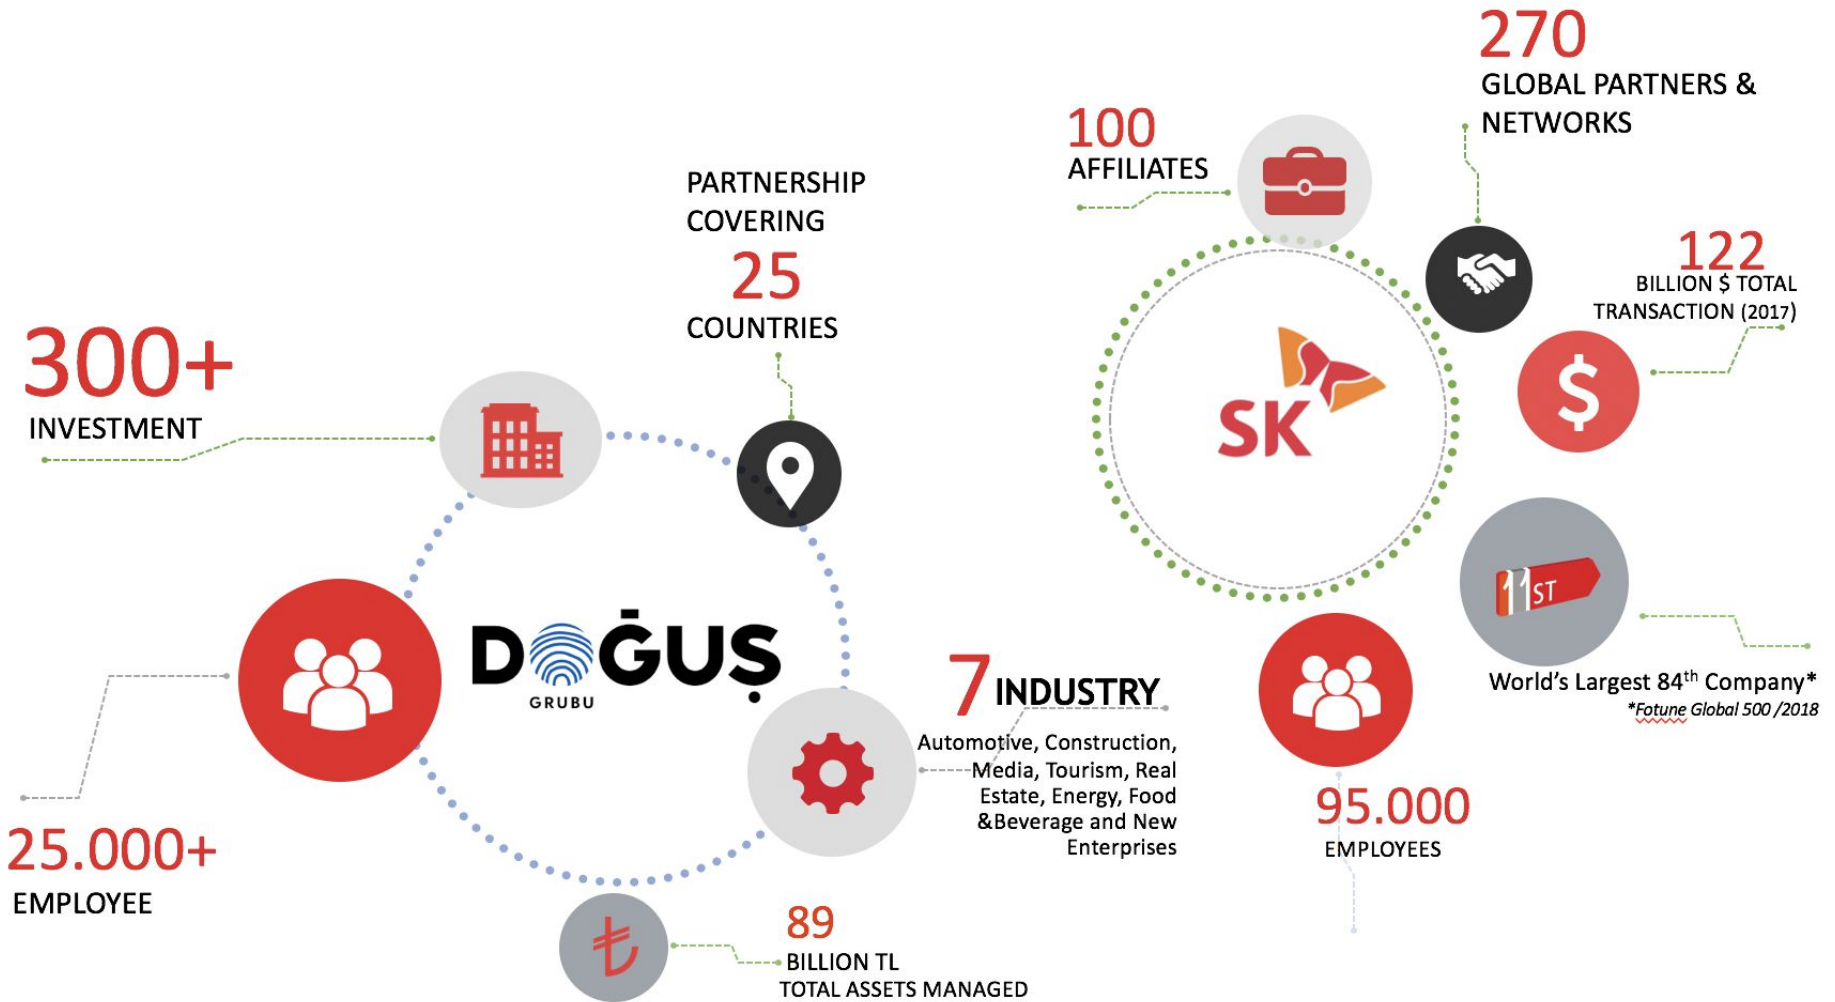 300+
INVESTMENT
PARTNERSHIP
COVERING
25
COUNTRIES
DOĞUŞ
GRUBU
25.000+
EMPLOYEE
7 INDUSTRY
Automotive, Construction,
Media, Tourism, Real
Estate, Energy, Food
&Beverage and New
Enterprises
₺
89
BILLION TL
TOTAL ASSETS MANAGED
100
AFFILIATES
270
GLOBAL PARTNERS &
NETWORKS
122
BILLION $ TOTAL
TRANSACTION (2017)
$
SK
11ST
World's Largest 84th Company*
*Fotune Global 500 /2018
95.000
EMPLOYEES